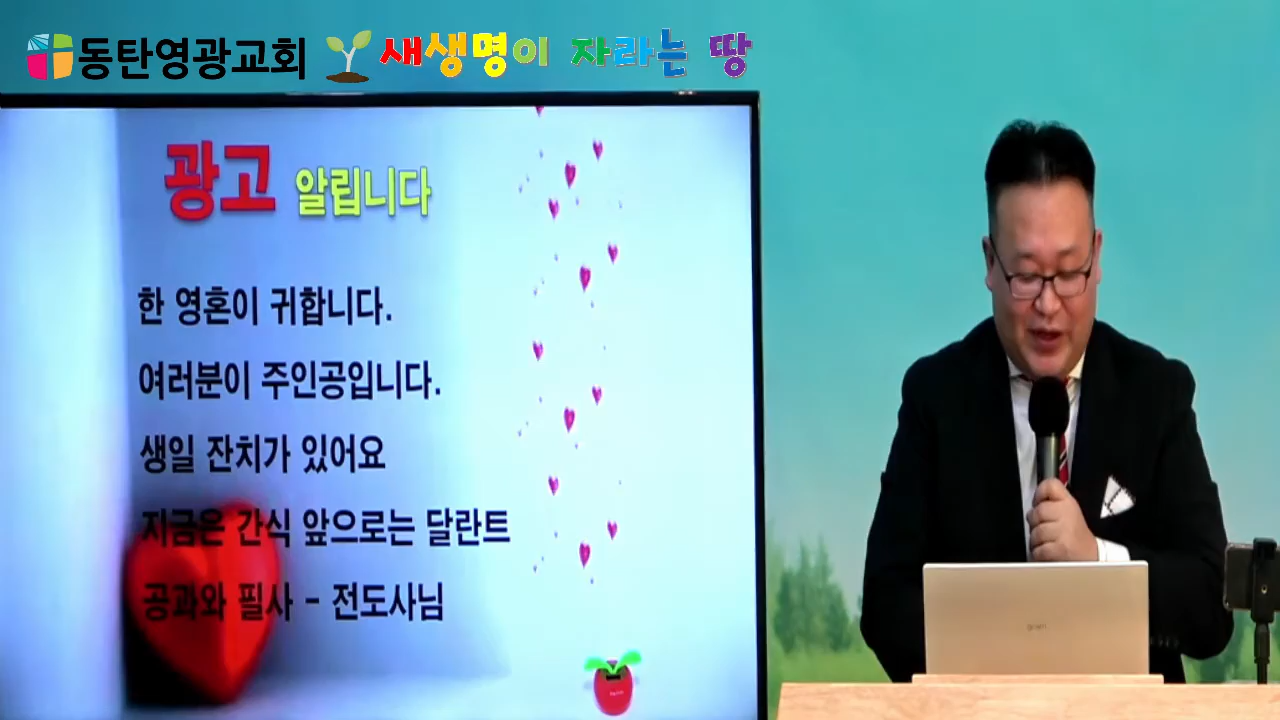 동탄영광교회 새생명이 자라는 땅
광고 알립니다
한 영혼이 귀합니다.
여러분이 주인공입니다.
생일 잔치가 있어요
지금은 간식 앞으로는 달란트
공과와 필사 - 전도사님
gram